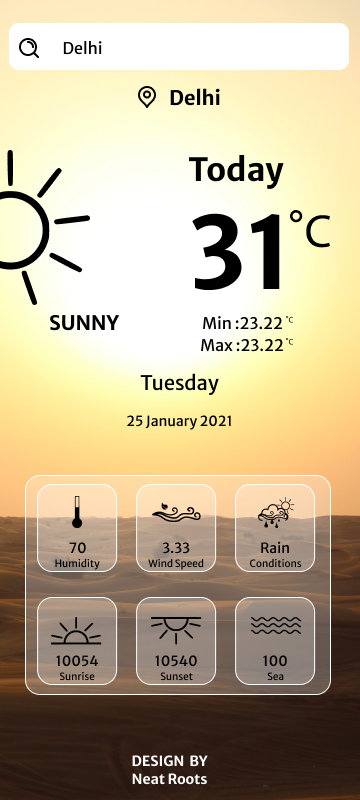 Delhi
Delhi
Today
31°C
SUNNY
Min :23.22 °C
Max :23.22 °C
Tuesday
25 January 2021
70
Humidity
3.33
Wind Speed
Rain
Conditions
10054
Sunrise
10540
Sunset
100
Sea
DESIGN BY
Neat Roots